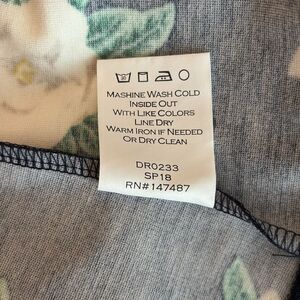 MASHINE WASH COLD
INSIDE OUT
WITH LIKE COLORS
LINE DRY
WARM IRON IF NEEDED
OR DRY CLEAN
DR0233
SP18
RN#147487